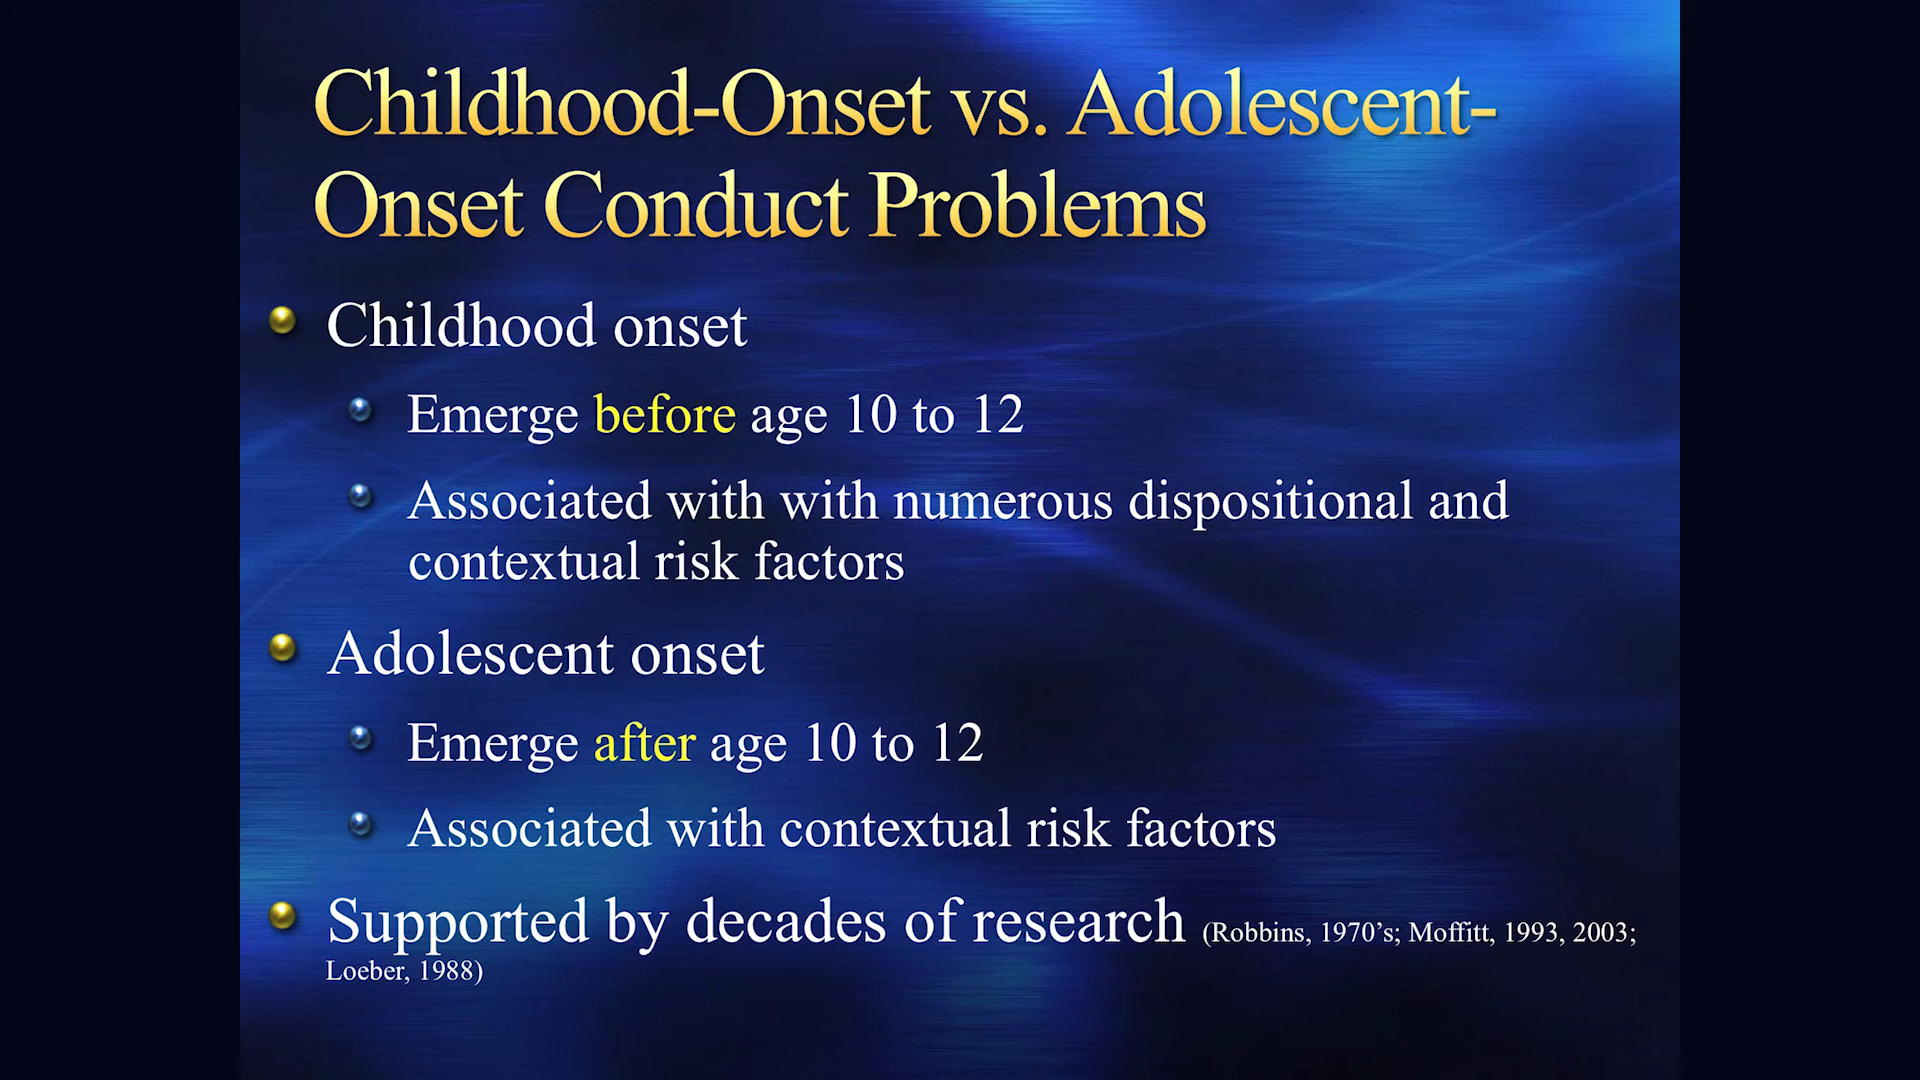 Childhood-Onset vs. Adolescent-
Onset Conduct Problems
Childhood onset
Emerge before age 10 to 12
Associated with with numerous dispositional and
contextual risk factors
Adolescent onset
Emerge after age 10 to 12
Associated with contextual risk factors
Supported by decades of research (Robbins, 1970’s; Moffitt, 1993, 2003;
Loeber, 1988)